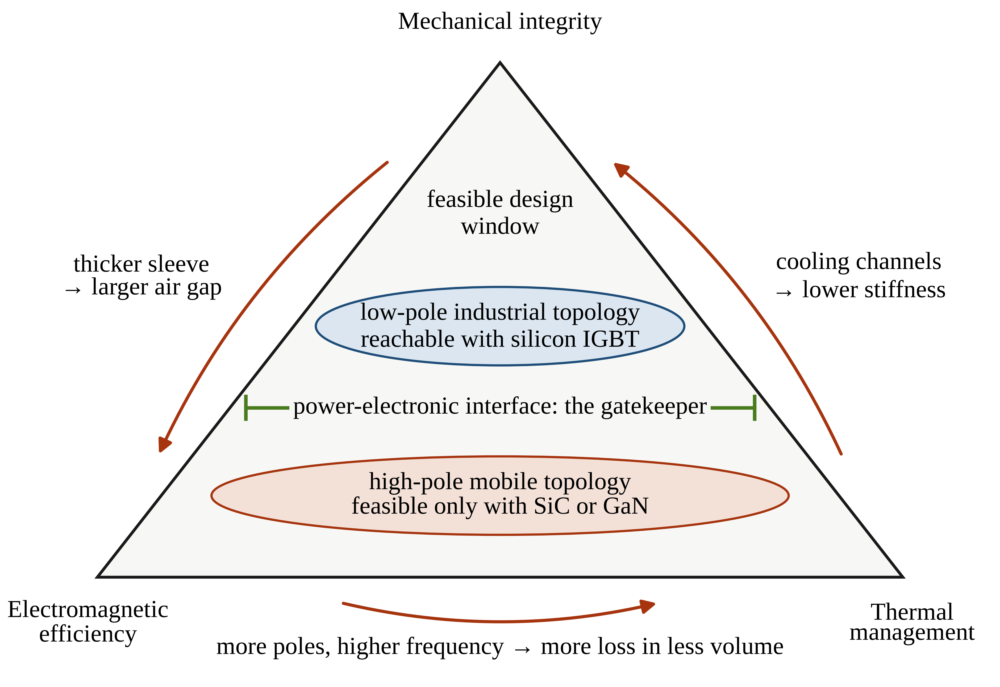 Mechanical integrity
feasible design
window
thicker sleeve
→ larger air gap
cooling channels
→ lower stiffness
low-pole industrial topology
reachable with silicon IGBT
power-electronic interface: the gatekeeper
high-pole mobile topology
feasible only with SiC or GaN
Electromagnetic
efficiency
Thermal
management
more poles, higher frequency → more loss in less volume